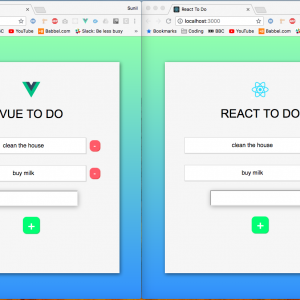 Sunil
React To Do
localhost:3000
YouTube
Babbel.com
Slack: Be less busy
Bookmarks
Coding
BBC
YouTube
Babbel.com
VUE TO DO
REACT TO DO
clean the house
-
clean the house
buy milk
-
buy milk
+
+